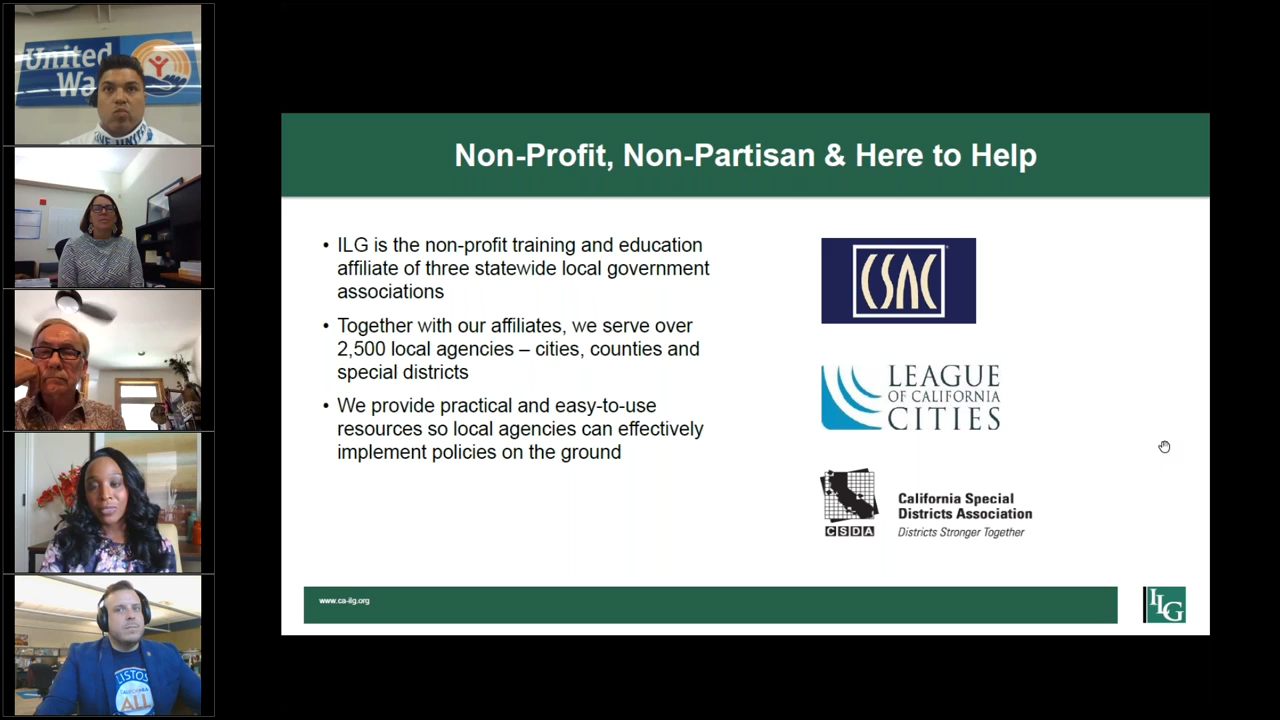 United
Wa
Non-Profit, Non-Partisan & Here to Help
• ILG is the non-profit training and education
affiliate of three statewide local government
associations
• Together with our affiliates, we serve over
2,500 local agencies – cities, counties and
special districts
• We provide practical and easy-to-use
resources so local agencies can effectively
implement policies on the ground
CSAC
LEAGUE
OF CALIFORNIA
CITIES
CSDA
California Special
Districts Association
Districts Stronger Together
www.ca-ilg.org
ILG
LISTOS
CALIFORNIA
ALL